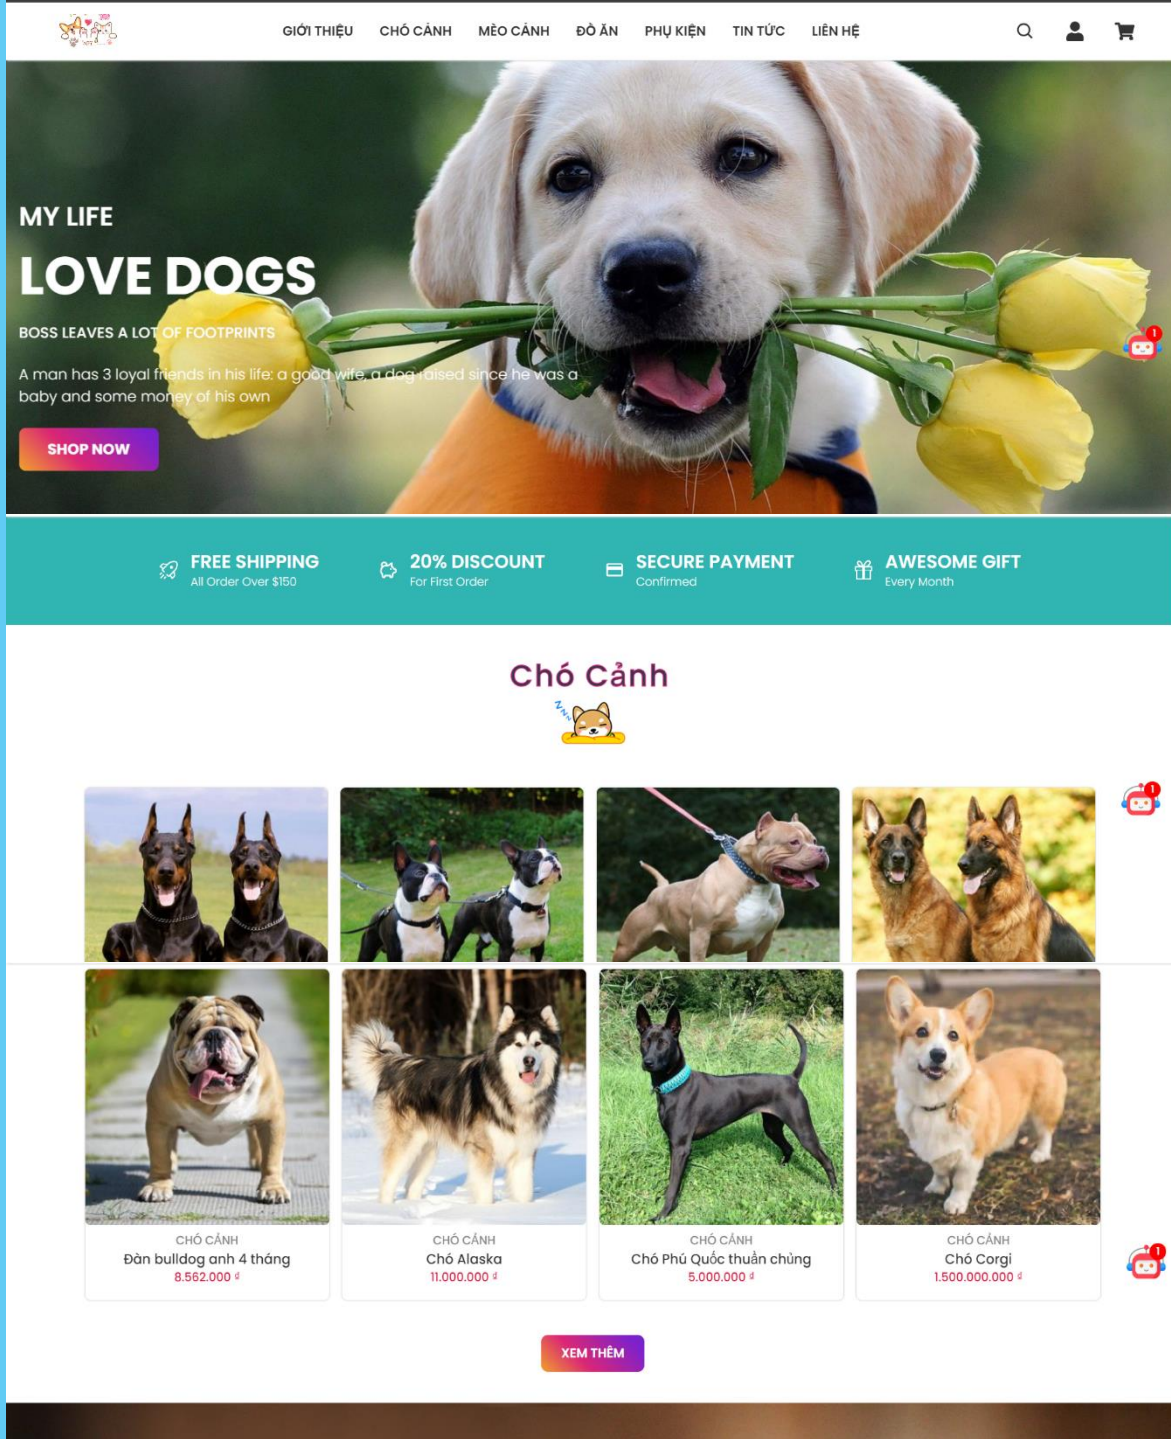 GIỚI THIỆU CHÓ CẢNH MÈO CẢNH ĐỒ ĂN PHỤ KIỆN TIN TỨC LIÊN HỆ
MY LIFE
LOVE DOGS
BOSS LEAVES A LOT OF FOOTPRINTS
A man has 3 loyal friends in his life: a good wife, a dog raised since he was a
baby and some money of his own
SHOP NOW
1
FREE SHIPPING
All Order Over $150
20% DISCOUNT
For First Order
SECURE PAYMENT
Confirmed
AWESOME GIFT
Every Month
Chó Cảnh
z z z z
1
CHÓ CẢNH
Đàn bulldog anh 4 tháng
8.562.000 ₫
CHÓ CẢNH
Chó Alaska
11.000.000 ₫
CHÓ CẢNH
Chó Phú Quốc thuần chủng
5.000.000 ₫
CHÓ CẢNH
Chó Corgi
1.500.000.000 ₫
1
XEM THÊM